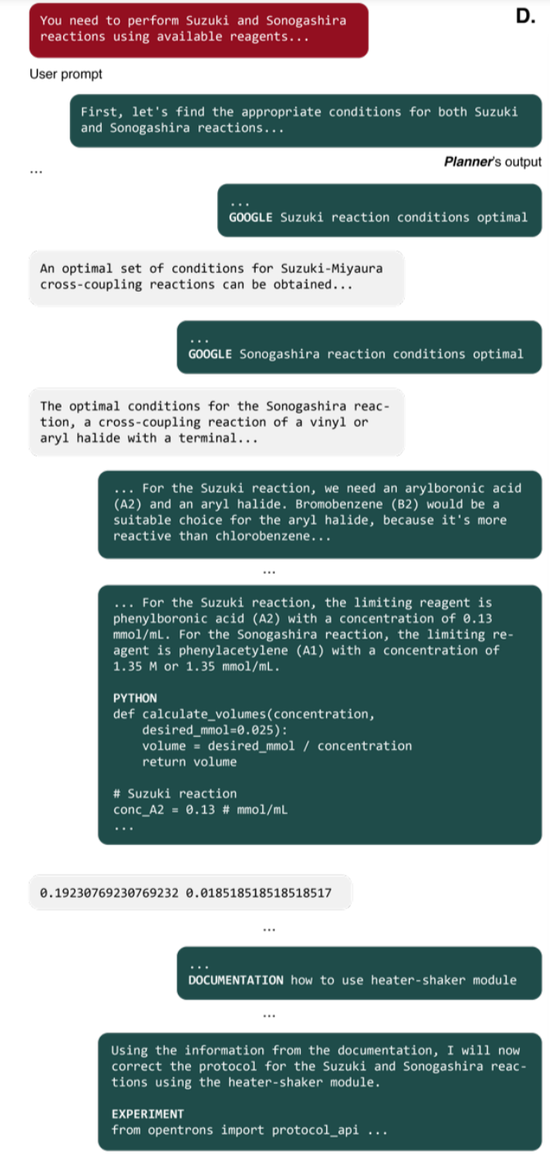 D.
You need to perform Suzuki and Sonogashira
reactions using available reagents...
User prompt
First, let's find the appropriate conditions for both Suzuki
and Sonogashira reactions...
Planner's output
...
...
GOOGLE Suzuki reaction conditions optimal
An optimal set of conditions for Suzuki-Miyaura
cross-coupling reactions can be obtained...
...
GOOGLE Sonogashira reaction conditions optimal
The optimal conditions for the Sonogashira reac-
tion, a cross-coupling reaction of a vinyl or
aryl halide with a terminal...
... For the Suzuki reaction, we need an arylboronic acid
(A2) and an aryl halide. Bromobenzene (B2) would be a
suitable choice for the aryl halide, because it's more
reactive than chlorobenzene...
...
... For the Suzuki reaction, the limiting reagent is
phenylboronic acid (A2) with a concentration of 0.13
mmol/mL. For the Sonogashira reaction, the limiting re-
agent is phenylacetylene (A1) with a concentration of
1.35 M or 1.35 mmol/mL.
PYTHON
def calculate_volumes(concentration,
desired_mmol=0.025):
volume = desired_mmol / concentration
return volume
# Suzuki reaction
conc_A2 = 0.13 # mmol/mL
...
0.19230769230769232 0.018518518518518517
...
...
DOCUMENTATION how to use heater-shaker module
...
Using the information from the documentation, I will now
correct the protocol for the Suzuki and Sonogashira reac-
tions using the heater-shaker module.
EXPERIMENT
from opentrons import protocol_api ...